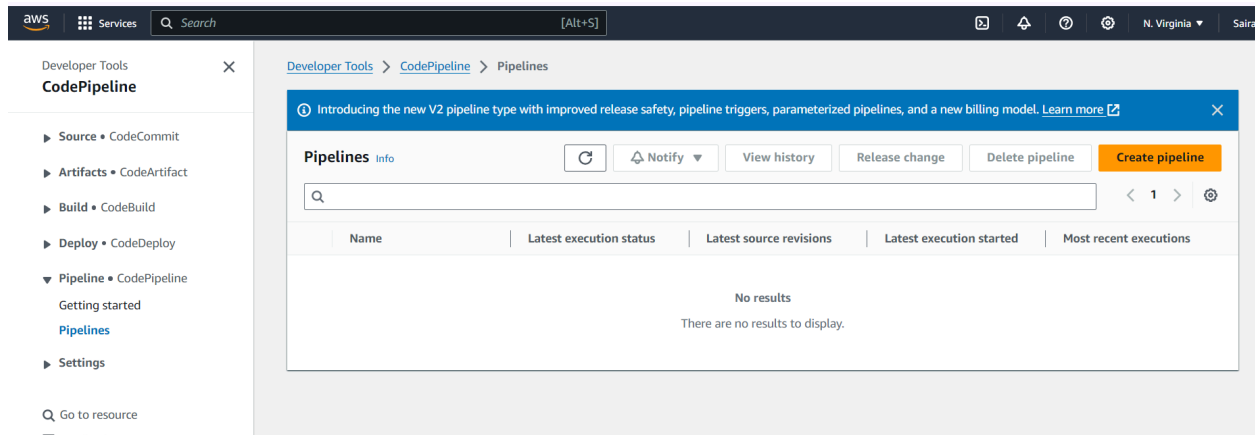 aws Services Search [Alt+S] N. Virginia ▼ Saira
Developer Tools
CodePipeline
Source • CodeCommit
Artifacts • CodeArtifact
Build • CodeBuild
Deploy • CodeDeploy
Pipeline • CodePipeline
Getting started
Pipelines
Settings
Go to resource
Developer Tools > CodePipeline > Pipelines
Introducing the new V2 pipeline type with improved release safety, pipeline triggers, parameterized pipelines, and a new billing model. Learn more
Pipelines Info Notify ▼ View history Release change Delete pipeline Create pipeline
< 1 >
Name Latest execution status Latest source revisions Latest execution started Most recent executions
No results
There are no results to display.